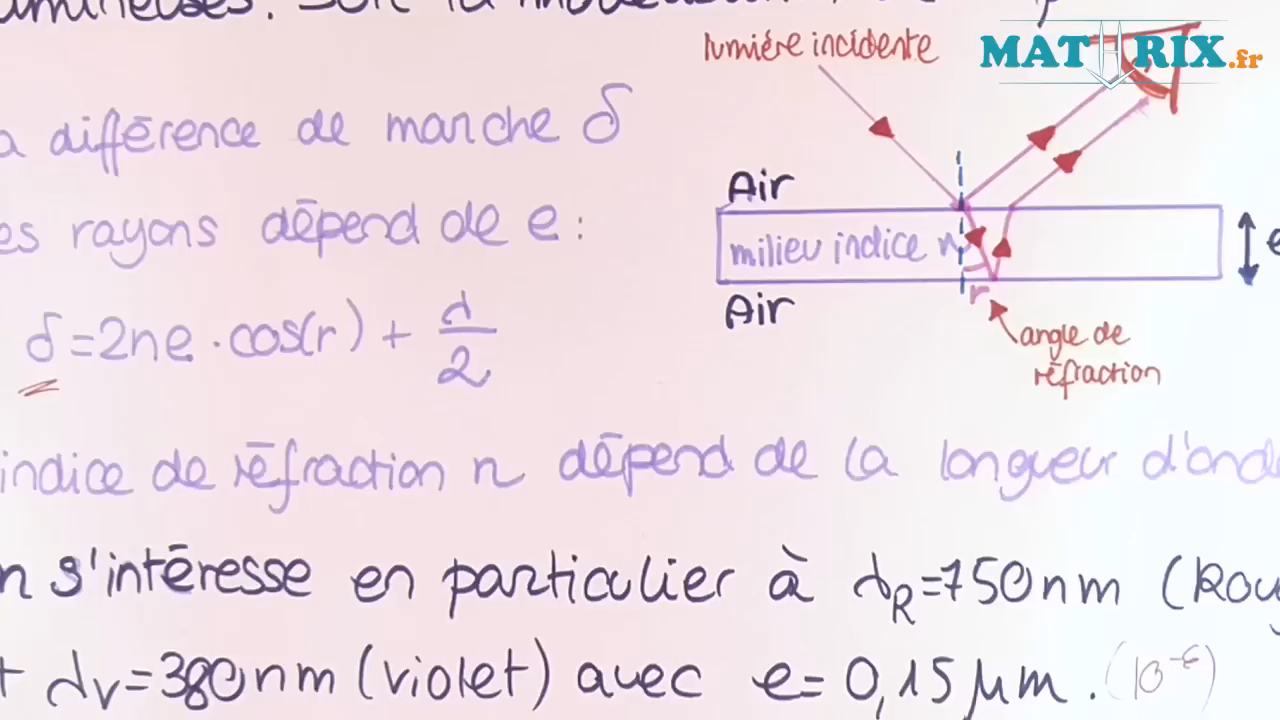 lumière incidente
MATHRIX.fr
a différence de marche δ
es rayons dépend de e :
Air
milieu indice n
e
Air
r
angle de
réfraction
δ = 2ne · cos(r) + λ/2
indice de réfraction n dépend de la longueur d'ond
n s'intéresse en particulier à λR = 750 nm (Rou
t λv = 380 nm (violet) avec e = 0,15 μm. (10⁻⁶)